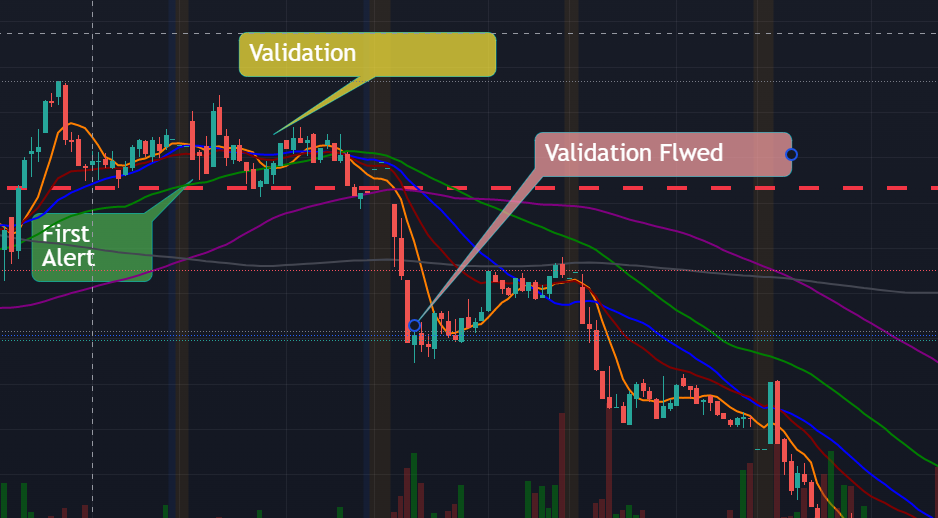 Validation
Validation Flwed
First
Alert